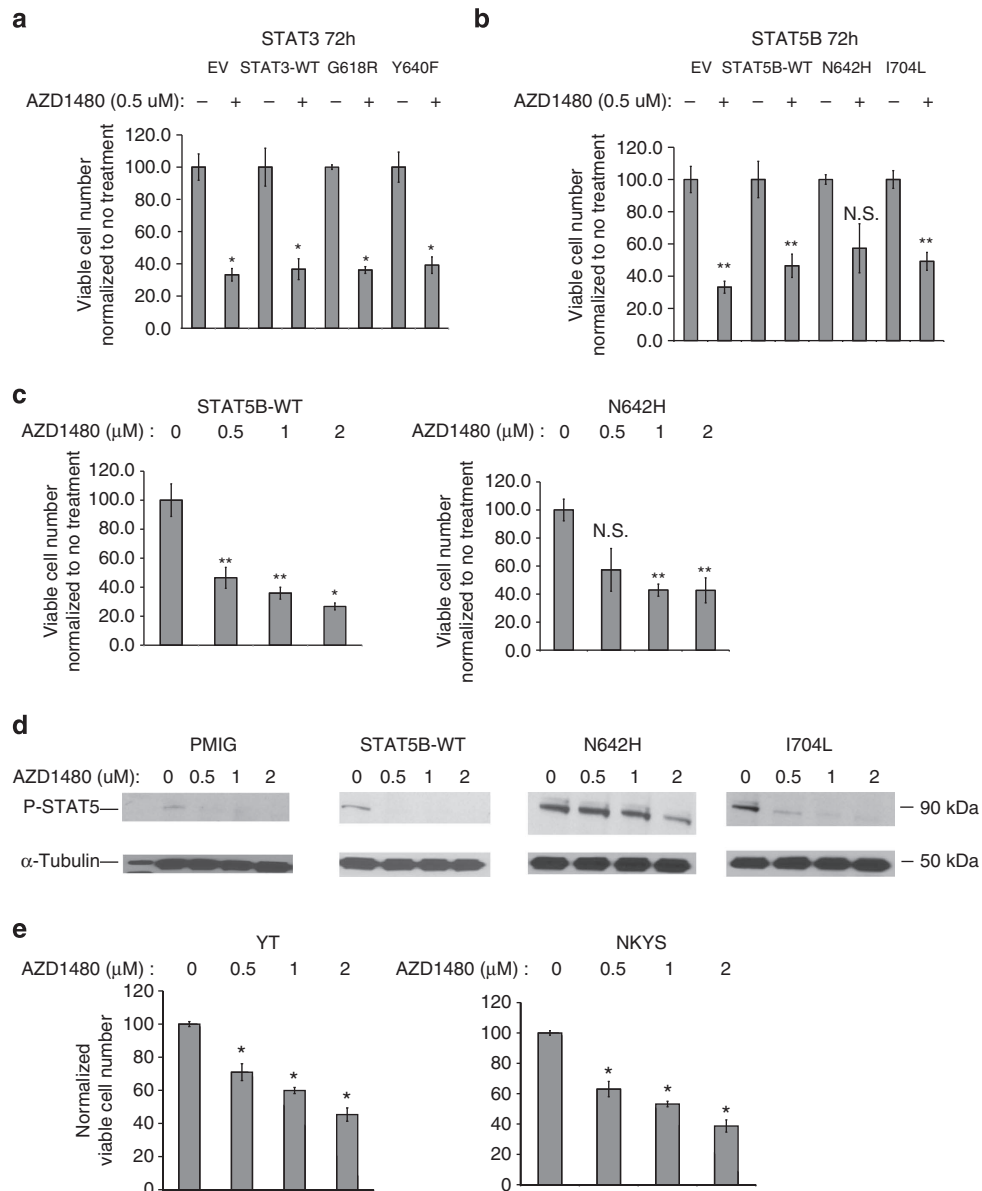 a
STAT3 72h
EV STAT3-WT G618R Y640F
AZD1480 (0.5 uM): – + – + – + – +
Viable cell number
normalized to no treatment
120.0
100.0
80.0
60.0
40.0
20.0
0.0
* * * *
b
STAT5B 72h
EV STAT5B-WT N642H I704L
AZD1480 (0.5 uM): – + – + – + – +
Viable cell number
normalized to no treatment
120.0
100.0
80.0
60.0
40.0
20.0
0.0
** ** N.S. **
c
STAT5B-WT
AZD1480 (μM) : 0 0.5 1 2
Viable cell number
normalized to no treatment
120.0
100.0
80.0
60.0
40.0
20.0
0.0
** ** *
N642H
AZD1480 (μM) : 0 0.5 1 2
Viable cell number
normalized to no treatment
120.0
100.0
80.0
60.0
40.0
20.0
0.0
N.S. ** **
d
PMIG STAT5B-WT N642H I704L
AZD1480 (uM): 0 0.5 1 2 0 0.5 1 2 0 0.5 1 2 0 0.5 1 2
P-STAT5— – 90 kDa
α-Tubulin— – 50 kDa
e
YT
AZD1480 (μM) : 0 0.5 1 2
Normalized
viable cell number
120
100
80
60
40
20
0
* * *
NKYS
AZD1480 (μM) : 0 0.5 1 2
120
100
80
60
40
20
0
* * *